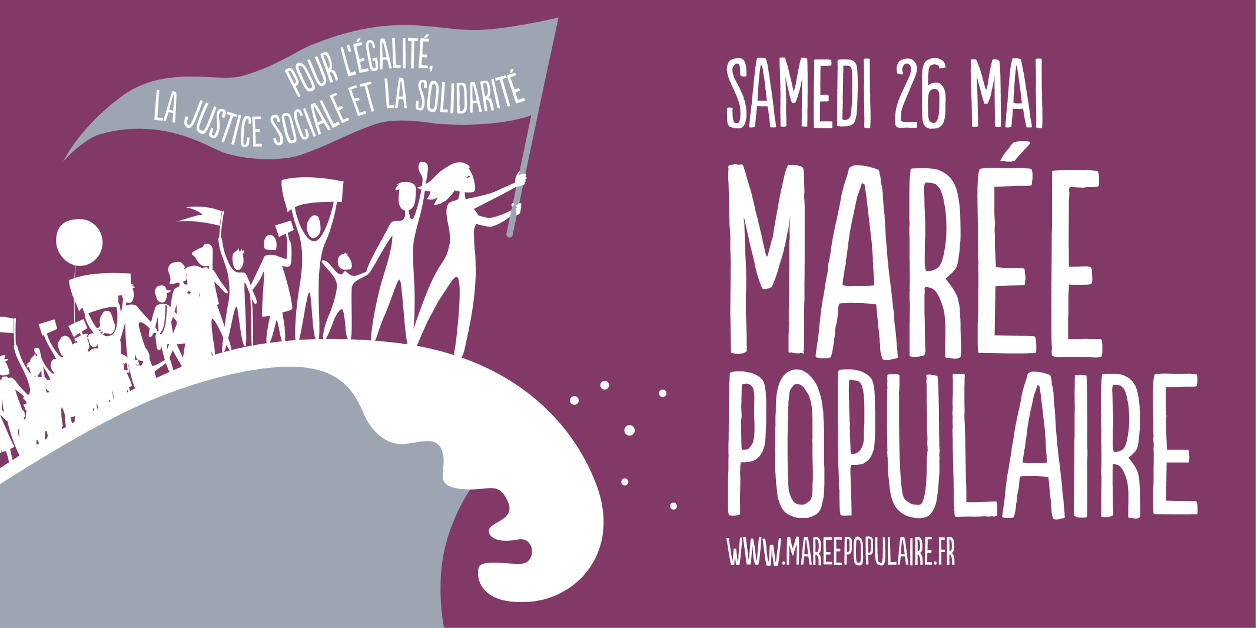 POUR L'ÉGALITÉ,
LA JUSTICE SOCIALE ET LA SOLIDARITÉ
SAMEDI 26 MAI
MARÉE
POPULAIRE
WWW.MAREEPOPULAIRE.FR